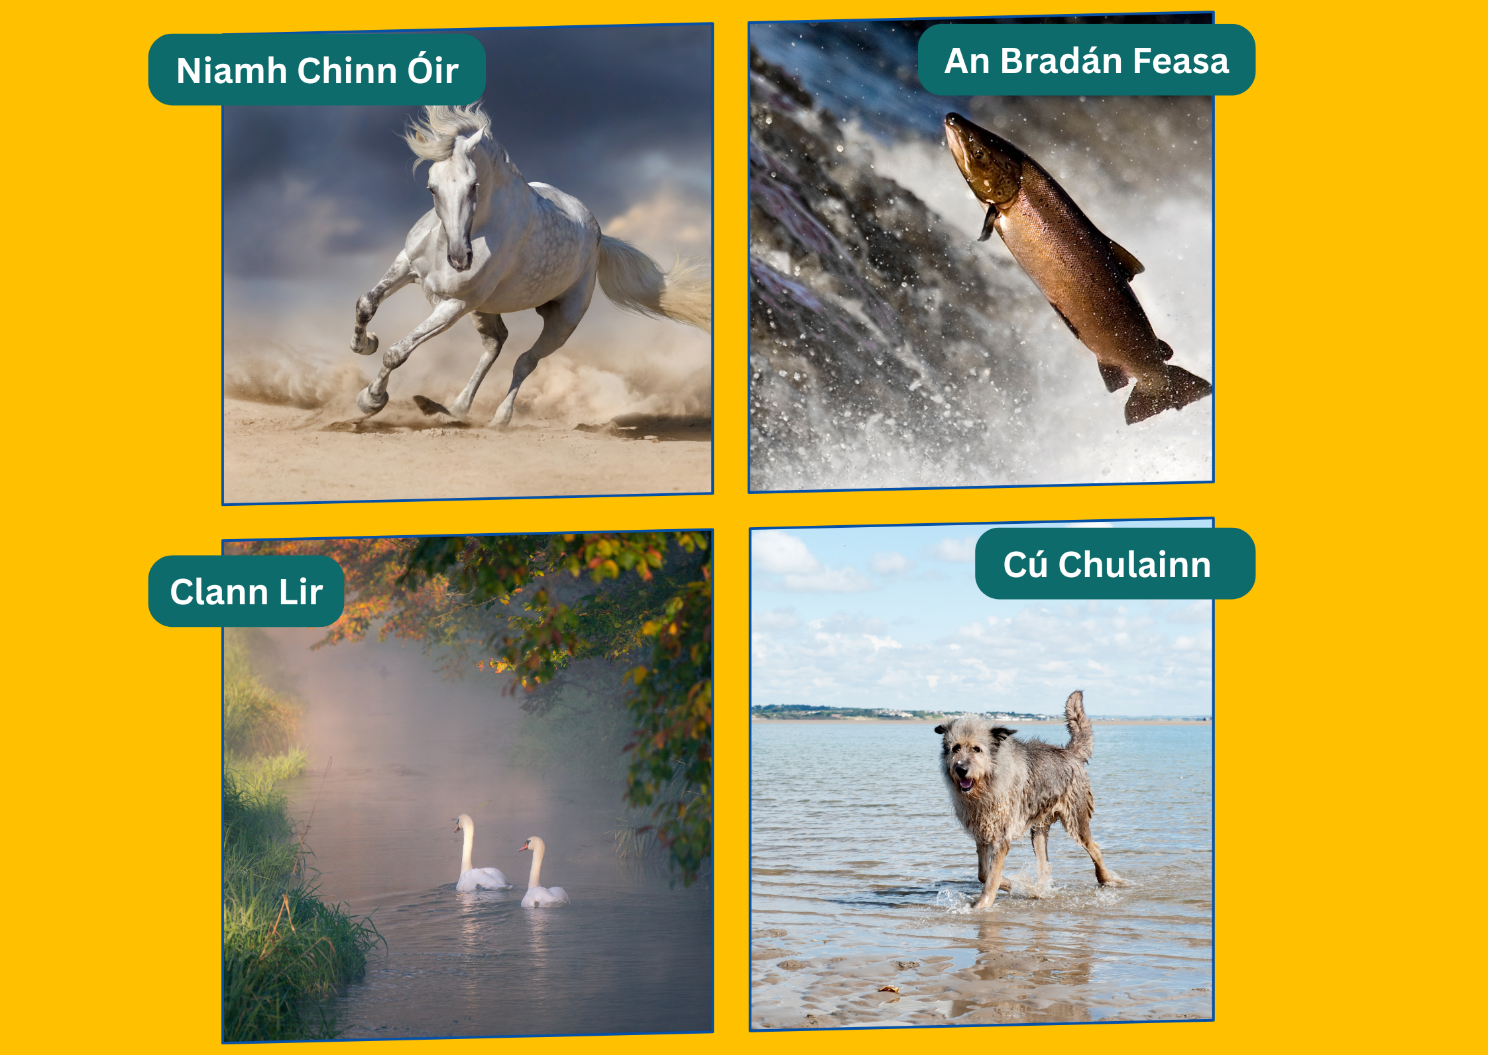 Niamh Chinn Óir
An Bradán Feasa
Clann Lir
Cú Chulainn